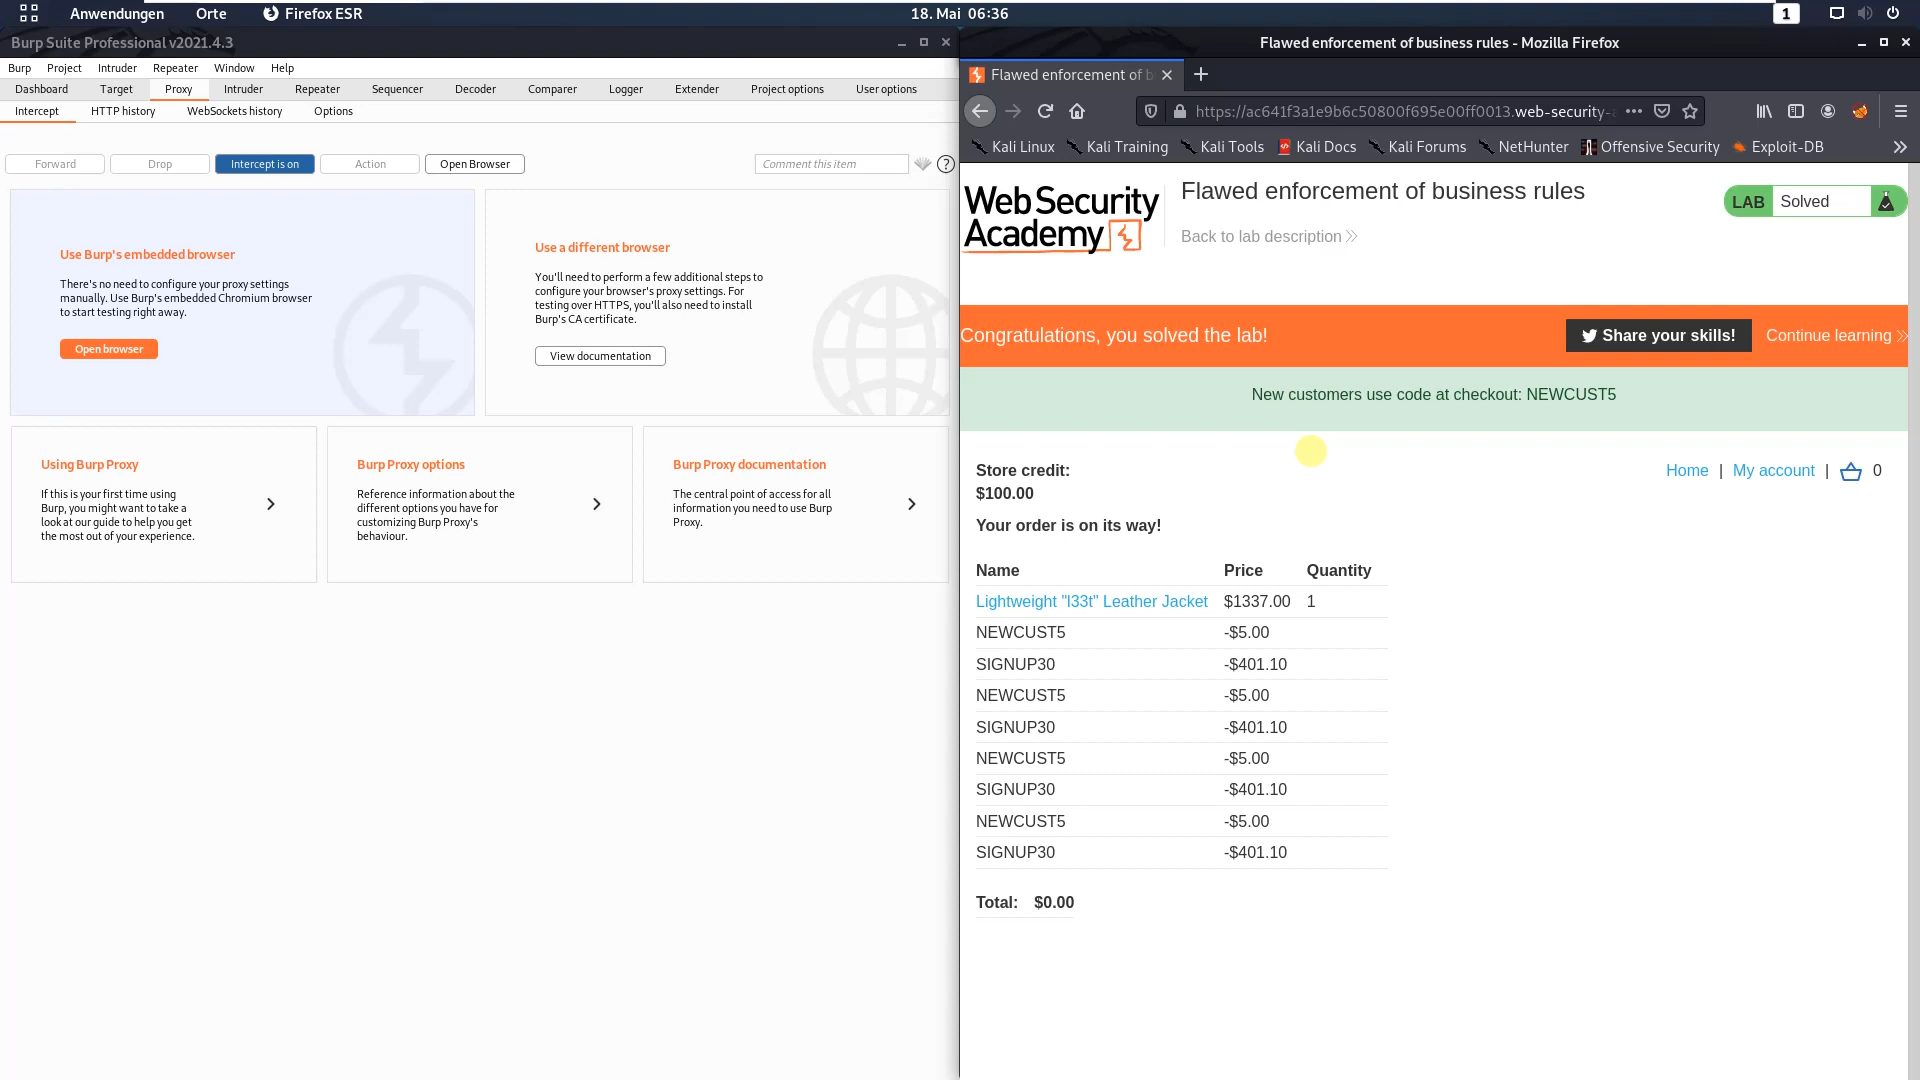 Anwendungen Orte Firefox ESR 18. Mai 06:36 1
Burp Suite Professional v2021.4.3
Burp Project Intruder Repeater Window Help
Dashboard Target Proxy Intruder Repeater Sequencer Decoder Comparer Logger Extender Project options User options
Intercept HTTP history WebSockets history Options
Forward Drop Intercept is on Action Open Browser Comment this item ?
Use Burp's embedded browser
There's no need to configure your proxy settings
manually. Use Burp's embedded Chromium browser
to start testing right away.
Open browser
Use a different browser
You'll need to perform a few additional steps to
configure your browser's proxy settings. For
testing over HTTPS, you'll also need to install
Burp's CA certificate.
View documentation
Using Burp Proxy
If this is your first time using
Burp, you might want to take a
look at our guide to help you get
the most out of your experience.
Burp Proxy options
Reference information about the
different options you have for
customizing Burp Proxy's
behaviour.
Burp Proxy documentation
The central point of access for all
information you need to use Burp
Proxy.
Flawed enforcement of business rules - Mozilla Firefox
Flawed enforcement of b
https://ac641f3a1e9b6c50800f695e00ff0013.web-security-a
Kali Linux Kali Training Kali Tools Kali Docs Kali Forums NetHunter Offensive Security Exploit-DB
Web Security
Academy
Flawed enforcement of business rules
Back to lab description
LAB Solved
Congratulations, you solved the lab!
Share your skills! Continue learning
New customers use code at checkout: NEWCUST5
Store credit:
$100.00
Home | My account | 0
Your order is on its way!
Name Price Quantity
Lightweight "l33t" Leather Jacket $1337.00 1
NEWCUST5 -$5.00
SIGNUP30 -$401.10
NEWCUST5 -$5.00
SIGNUP30 -$401.10
NEWCUST5 -$5.00
SIGNUP30 -$401.10
NEWCUST5 -$5.00
SIGNUP30 -$401.10
Total: $0.00